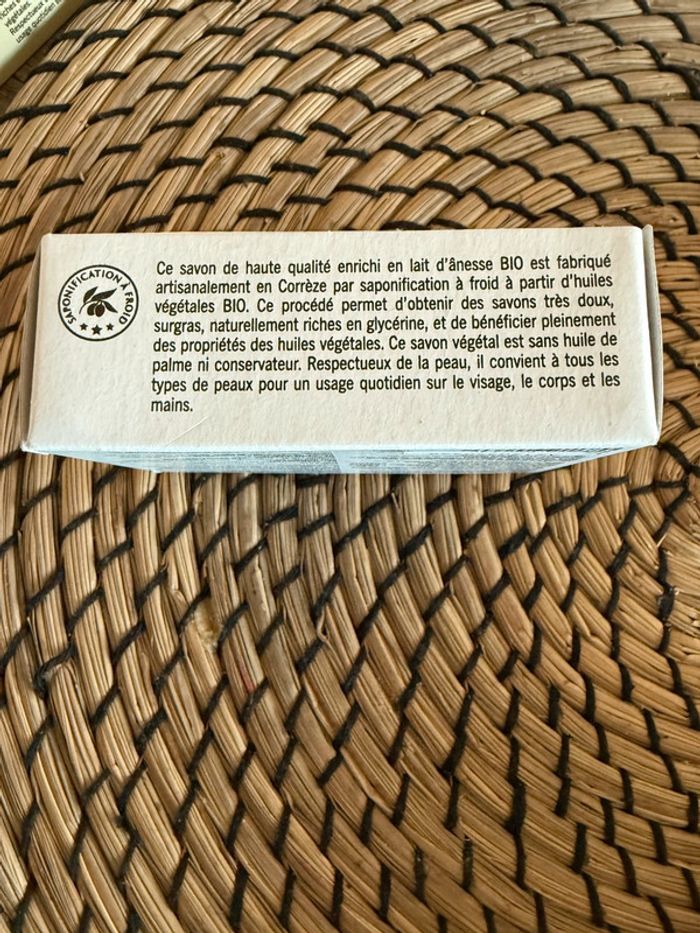 végétales.
Respectueux
usage quotidien
SAPONIFICATION À FROID
Ce savon de haute qualité enrichi en lait d'ânesse BIO est fabriqué
artisanalement en Corrèze par saponification à froid à partir d'huiles
végétales BIO. Ce procédé permet d'obtenir des savons très doux,
surgras, naturellement riches en glycérine, et de bénéficier pleinement
des propriétés des huiles végétales. Ce savon végétal est sans huile de
palme ni conservateur. Respectueux de la peau, il convient à tous les
types de peaux pour un usage quotidien sur le visage, le corps et les
mains.